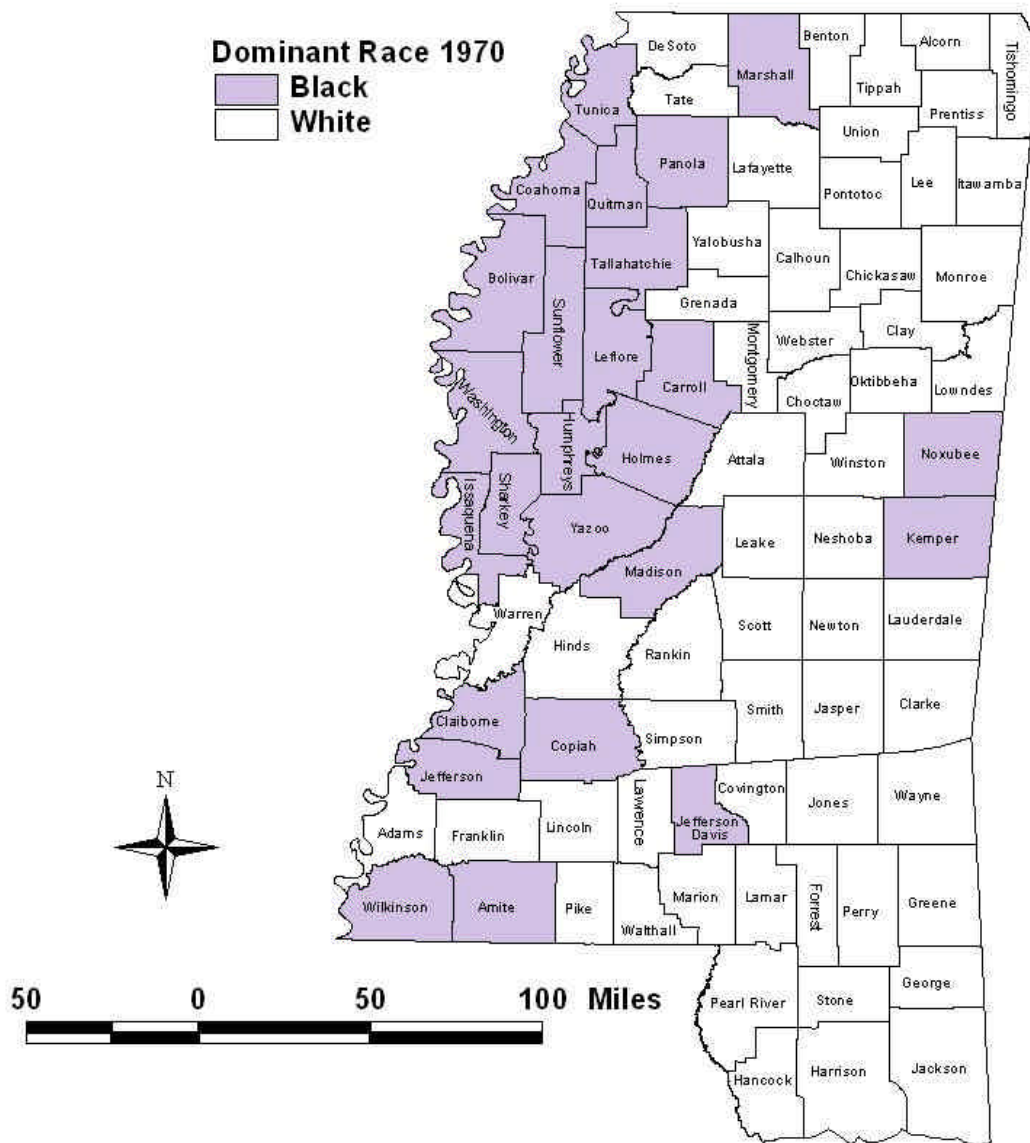 Dominant Race 1970
Black
White
DeSoto
Marshall
Benton
Alcorn
Tishomingo
Tippah
Tunica
Tate
Prentiss
Union
Panola
Lafayette
Coahoma
Quitman
Pontotoc
Lee
Itawamba
Yalobusha
Calhoun
Tallahatchie
Chickasaw
Monroe
Bolivar
Sunflower
Grenada
Leflore
Montgomery
Webster
Clay
Carroll
Oktibbeha
Lowndes
Washington
Choctaw
Humphreys
Holmes
Attala
Winston
Noxubee
Issaquena
Sharkey
Yazoo
Leake
Neshoba
Kemper
Madison
Warren
Hinds
Rankin
Scott
Newton
Lauderdale
Claiborne
Copiah
Simpson
Smith
Jasper
Clarke
Jefferson
Lawrence
Jefferson
Davis
Covington
Jones
Wayne
N
Adams
Franklin
Lincoln
Wilkinson
Amite
Pike
Walthall
Marion
Lamar
Forrest
Perry
Greene
Pearl River
Stone
George
Hancock
Harrison
Jackson
50 0 50 100 Miles